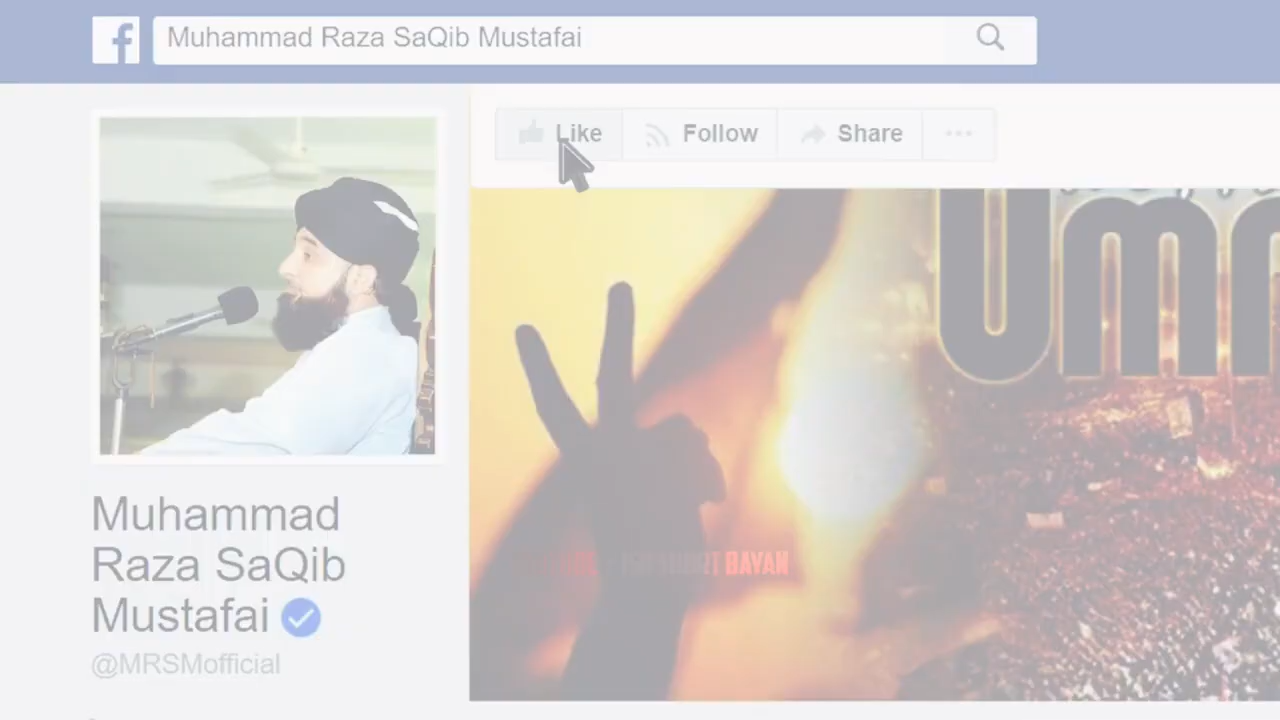 Muhammad Raza SaQib Mustafai
Like
Follow
Share
Muhammad
Raza SaQib
Mustafai
@MRSMofficial
BAYAN